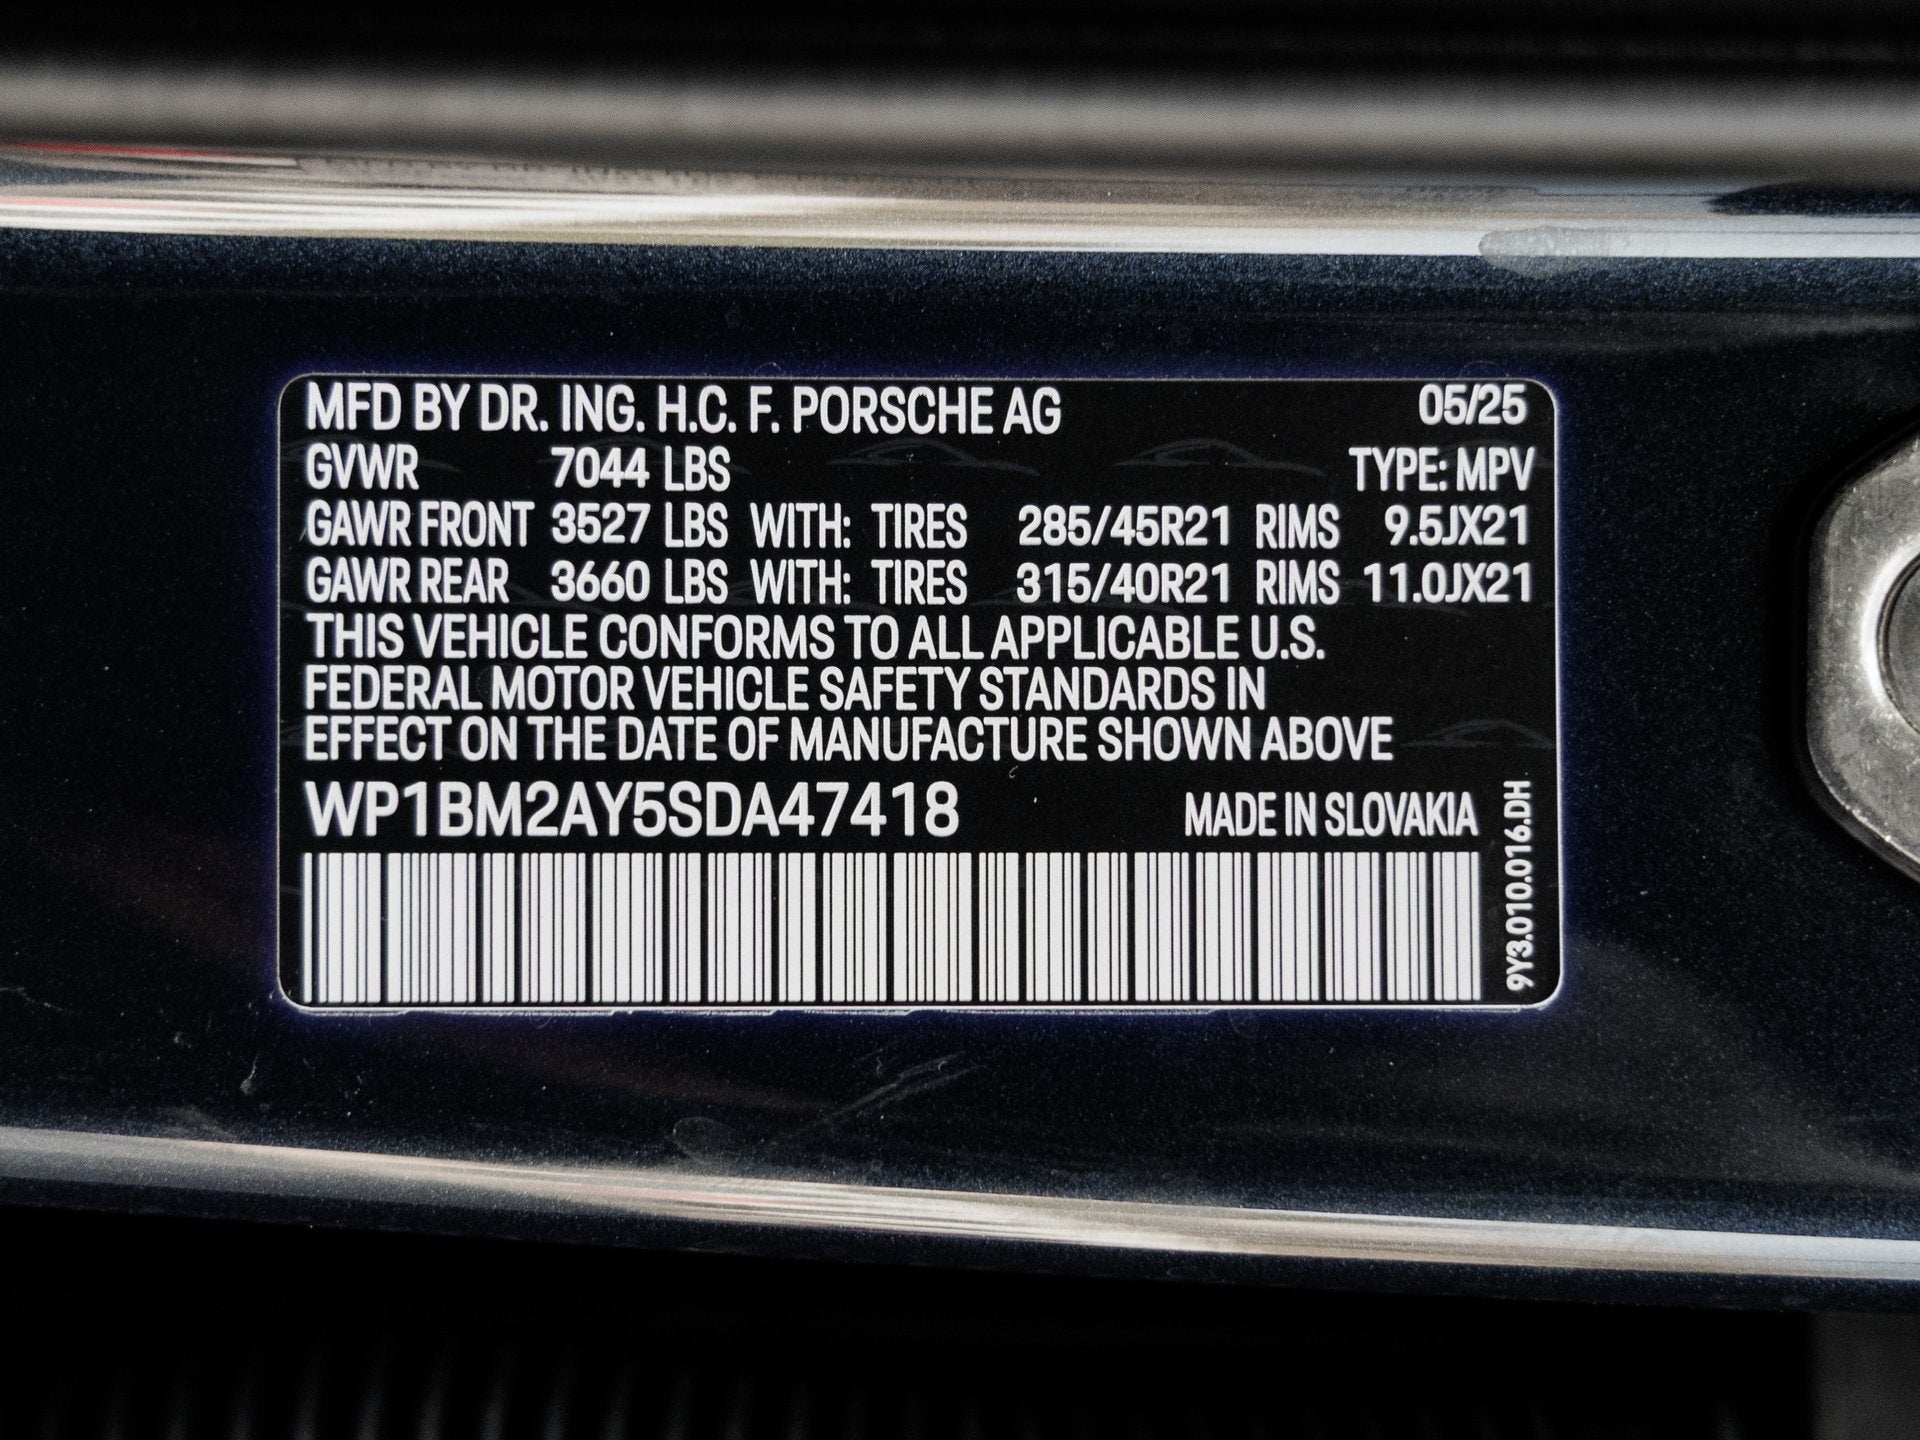 MFD BY DR. ING. H.C. F. PORSCHE AG 05/25
GVWR 7044 LBS TYPE: MPV
GAWR FRONT 3527 LBS WITH: TIRES 285/45R21 RIMS 9.5JX21
GAWR REAR 3660 LBS WITH: TIRES 315/40R21 RIMS 11.0JX21
THIS VEHICLE CONFORMS TO ALL APPLICABLE U.S.
FEDERAL MOTOR VEHICLE SAFETY STANDARDS IN
EFFECT ON THE DATE OF MANUFACTURE SHOWN ABOVE
WP1BM2AY5SDA47418 MADE IN SLOVAKIA
9Y3.010.016.DH